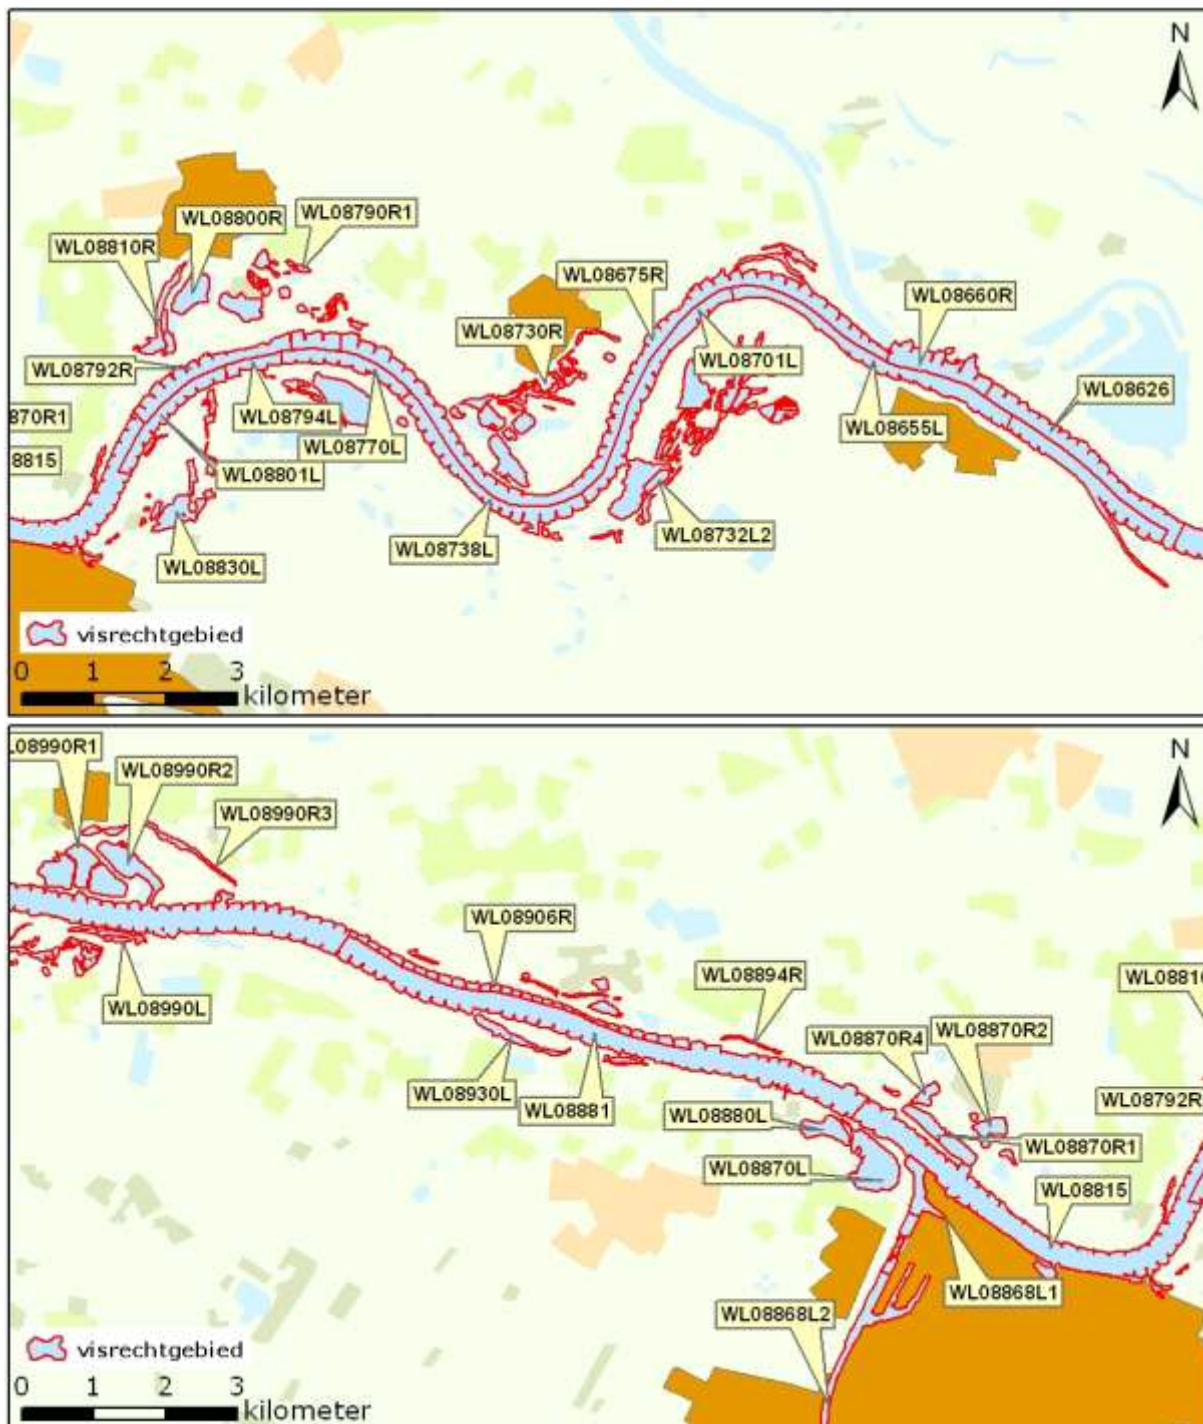 N
WL08790R1
WL08800R
WL08810R
WL08675R
WL08660R
WL08730R
WL08792R
WL08701L
WL08626
870R1
WL08794L
WL08655L
8815
WL08770L
WL08801L
WL08738L
WL08732L2
WL08830L
visrechtgebied
0 1 2 3
kilometer
N
L08990R1
WL08990R2
WL08990R3
WL08906R
WL08894R
WL08810
WL08990L
WL08870R4
WL08870R2
WL08930L
WL08881
WL08880L
WL08792R
WL08870R1
WL08870L
WL08815
WL08868L1
WL08868L2
visrechtgebied
0 1 2 3
kilometer